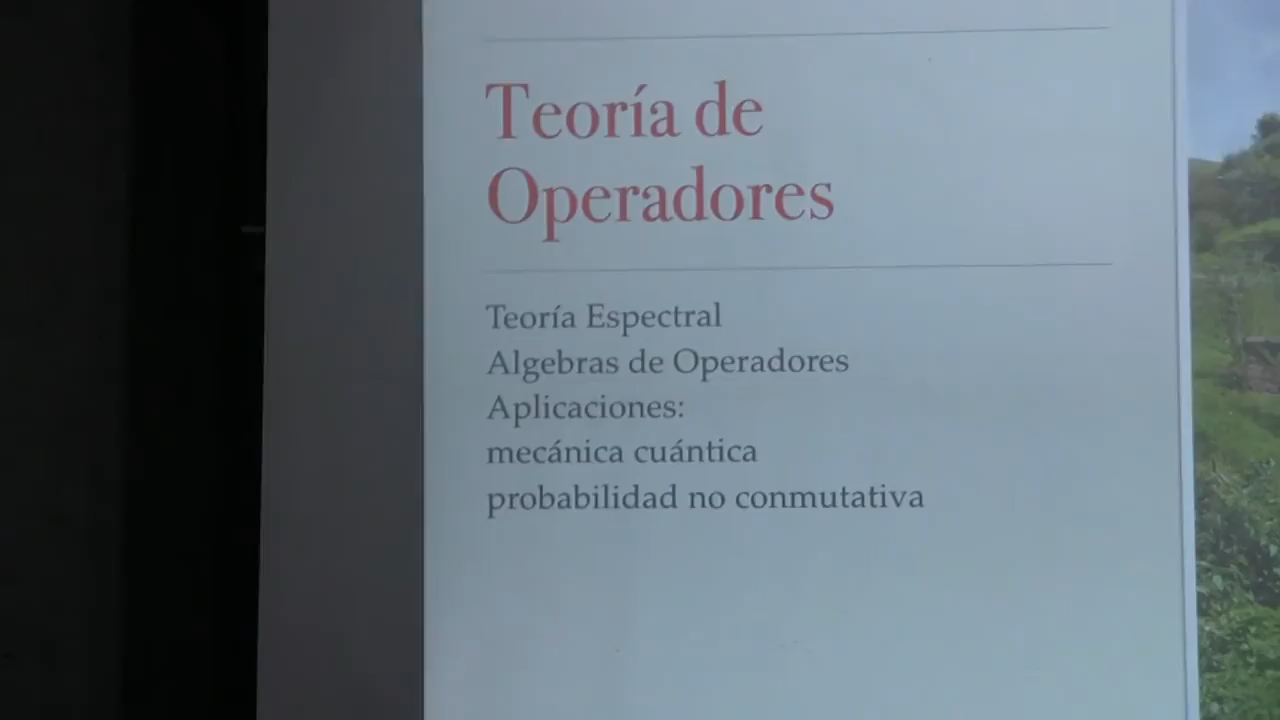 Teoría de
Operadores
Teoría Espectral
Algebras de Operadores
Aplicaciones:
mecánica cuántica
probabilidad no conmutativa